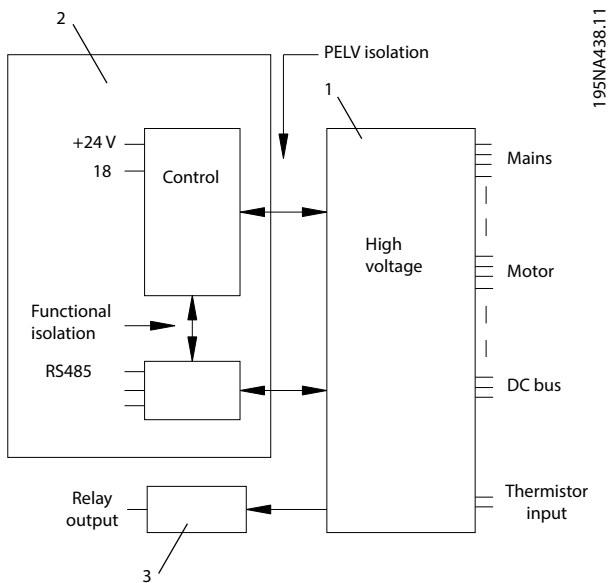 2
PELV isolation
195NA438.11
1
+24 V
18
Control
Mains
High
voltage
Motor
Functional
isolation
RS485
DC bus
Relay
output
Thermistor
input
3